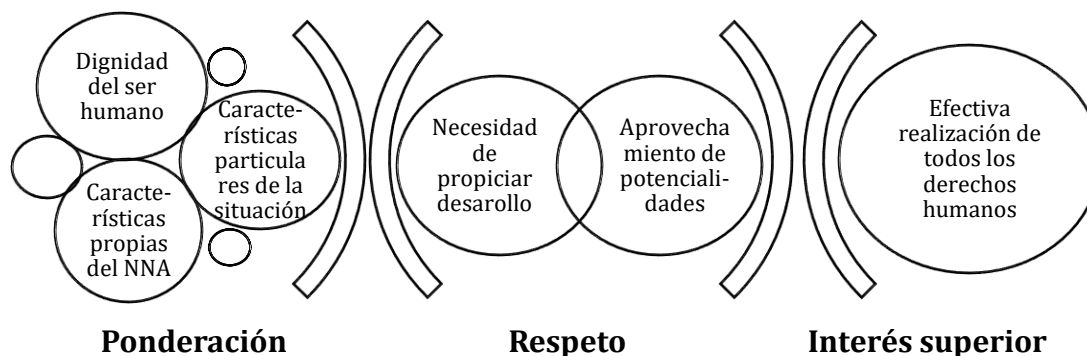 Dignidad
del ser
humano
Caracte-
rísticas
particula
res de la
situación
Caracte-
rísticas
propias
del NNA
Necesidad
de
propiciar
desarollo
Aprovecha
miento de
potenciali-
dades
Efectiva
realización de
todos los
derechos
humanos
Ponderación
Respeto
Interés superior